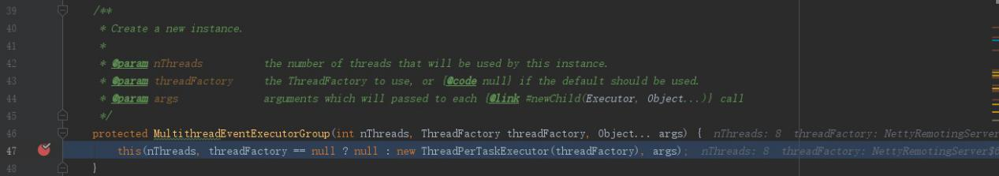 39 /**
40 * Create a new instance.
41 *
42 * @param nThreads the number of threads that will be used by this instance.
43 * @param threadFactory the ThreadFactory to use, or {@code null} if the default should be used.
44 * @param args arguments which will passed to each {@link #newChild(Executor, Object...)} call
45 */
46 protected MultithreadEventExecutorGroup(int nThreads, ThreadFactory threadFactory, Object... args) { nThreads: 8 threadFactory: NettyRemotingServer
47 this(nThreads, threadFactory == null ? null : new ThreadPerTaskExecutor(threadFactory), args); nThreads: 8 threadFactory: NettyRemotingServer$
48 }